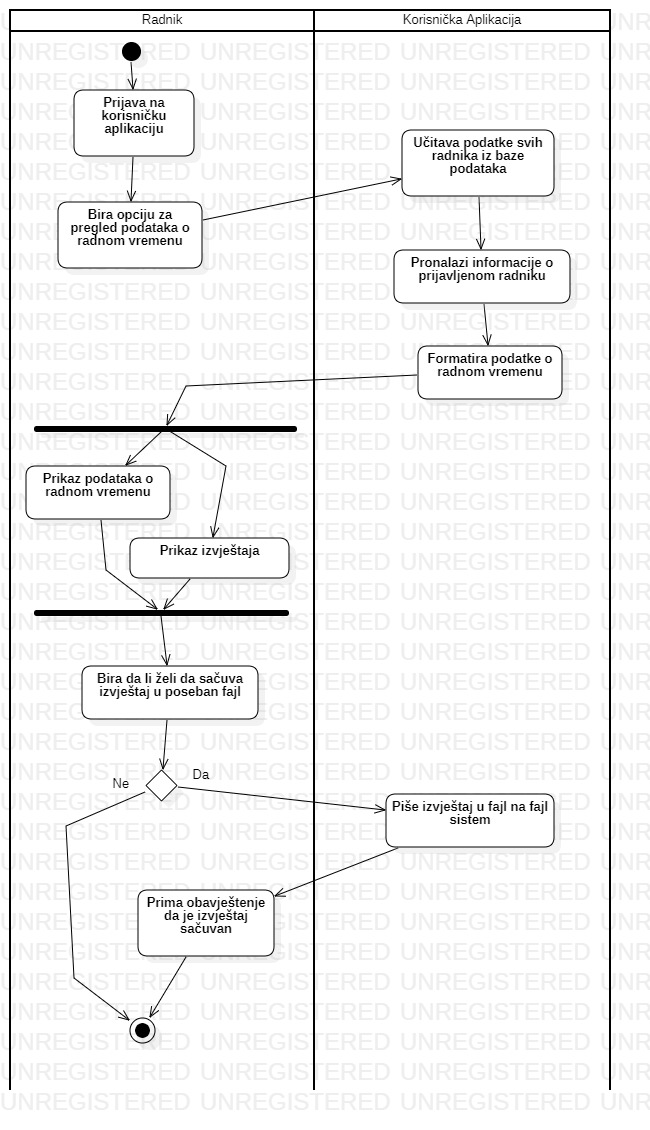 Radnik
Korisnička Aplikacija
Prijava na
korisničku
aplikaciju
Učitava podatke svih
radnika iz baze
podataka
Bira opciju za
pregled podataka o
radnom vremenu
Pronalazi informacije o
prijavljenom radniku
Formatira podatke o
radnom vremenu
Prikaz podataka o
radnom vremenu
Prikaz izvještaja
Bira da li želi da sačuva
izvještaj u poseban fajl
Ne
Da
Piše izvještaj u fajl na fajl
sistem
Prima obavještenje
da je izvještaj
sačuvan
UNREGISTERED